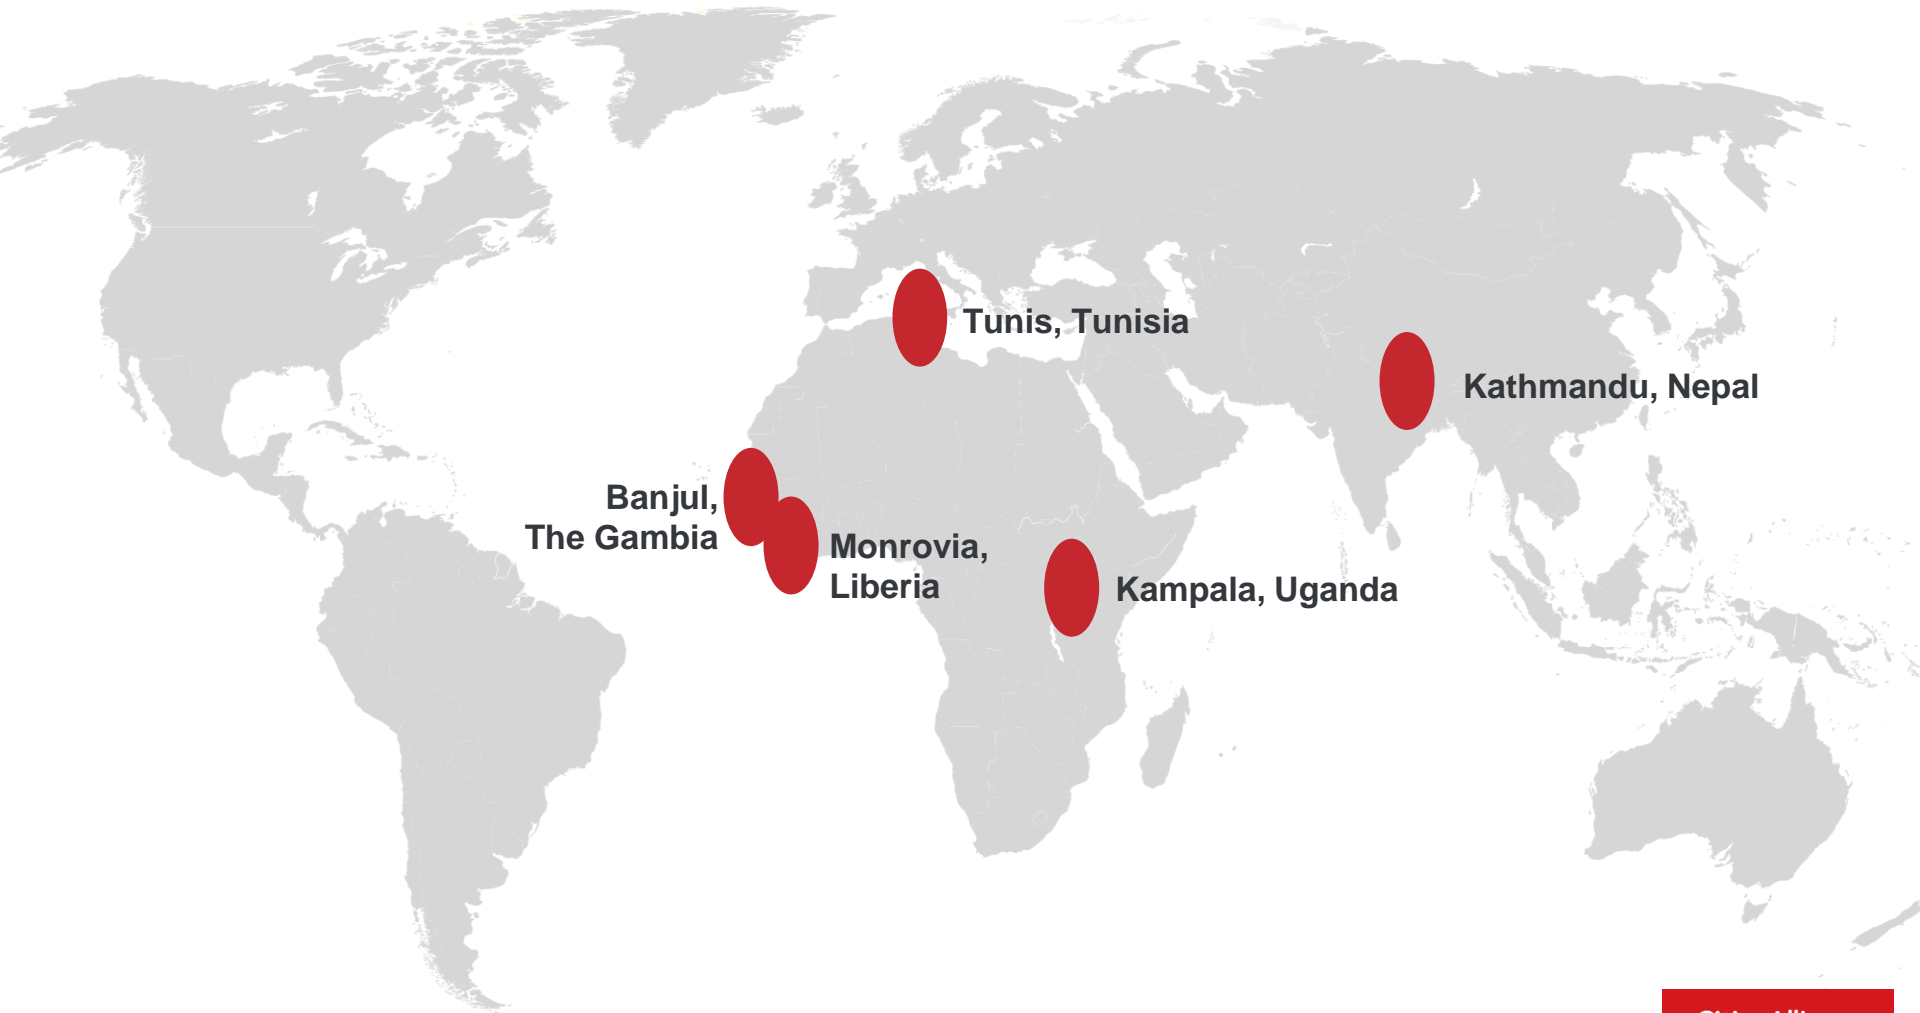 Tunis, Tunisia
Kathmandu, Nepal
Banjul,
The Gambia
Monrovia,
Liberia
Kampala, Uganda